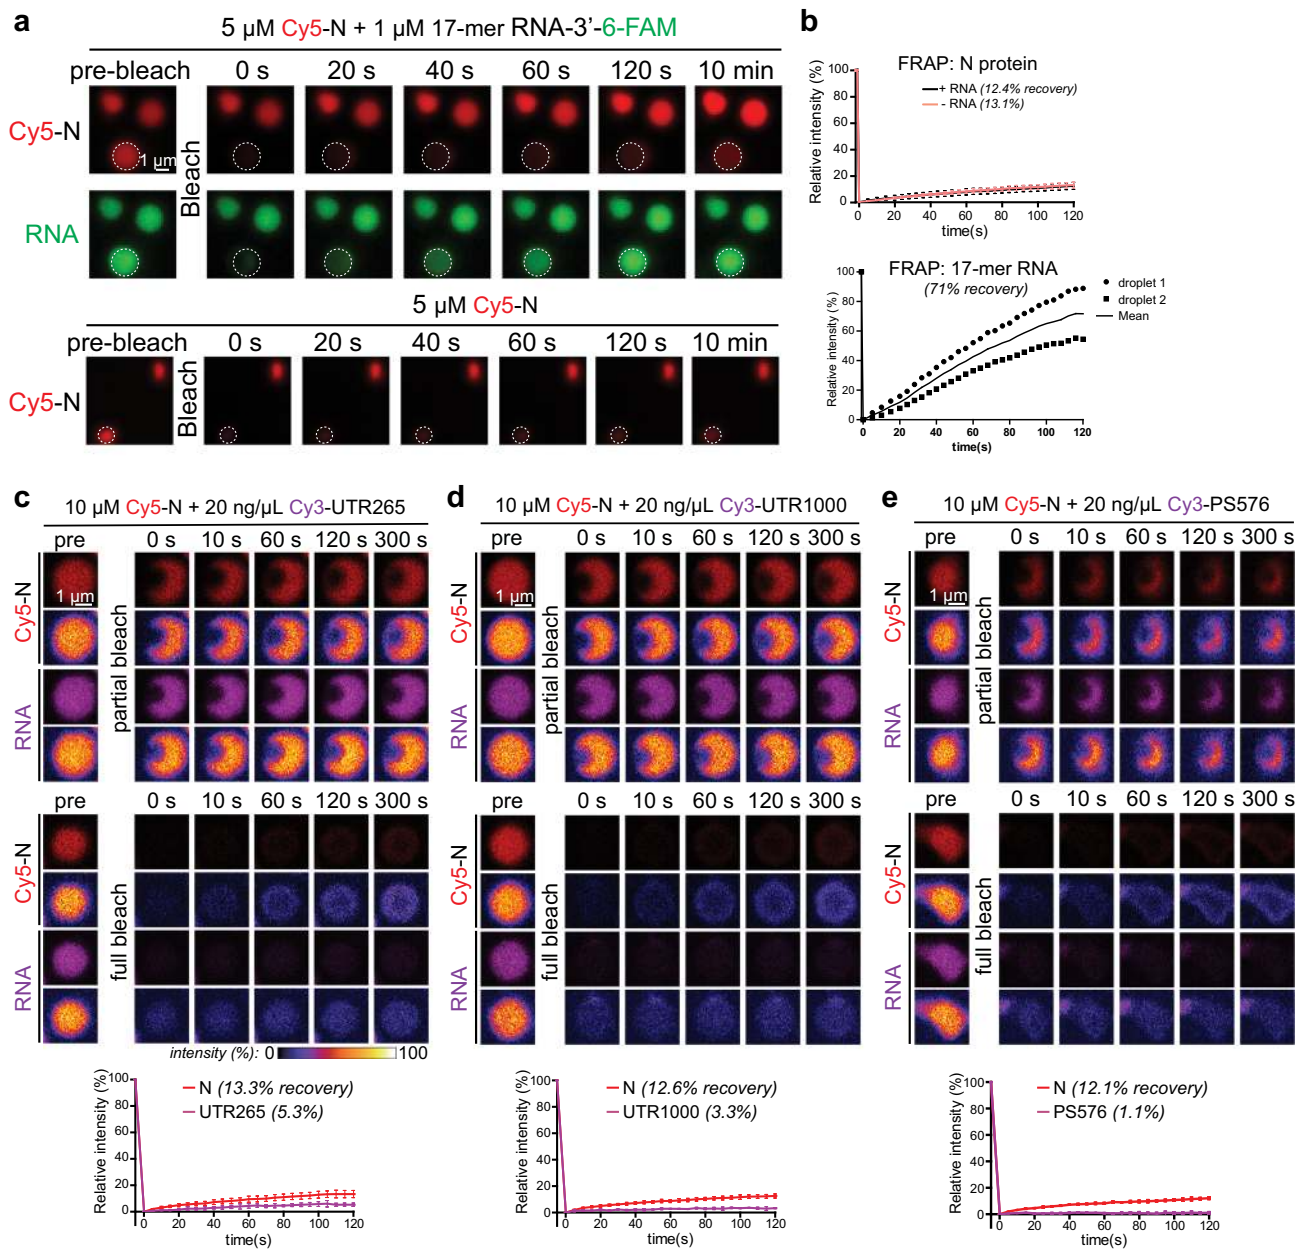 a
5 µM Cy5-N + 1 µM 17-mer RNA-3'-6-FAM
pre-bleach 0 s 20 s 40 s 60 s 120 s 10 min
Cy5-N
1 µm
Bleach
RNA
5 µM Cy5-N
pre-bleach 0 s 20 s 40 s 60 s 120 s 10 min
Cy5-N
Bleach
b
FRAP: N protein
+ RNA (12.4% recovery)
- RNA (13.1%)
Relative intensity (%)
100
80
60
40
20
0
0 20 40 60 80 100 120
time(s)
FRAP: 17-mer RNA
(71% recovery)
droplet 1
droplet 2
Mean
Relative intensity (%)
100
80
60
40
20
0
0 20 40 60 80 100 120
time(s)
c
10 µM Cy5-N + 20 ng/µL Cy3-UTR265
pre 0 s 10 s 60 s 120 s 300 s
1 µm
Cy5-N
RNA
partial bleach
pre 0 s 10 s 60 s 120 s 300 s
Cy5-N
RNA
full bleach
intensity (%): 0 100
N (13.3% recovery)
UTR265 (5.3%)
Relative intensity (%)
100
80
60
40
20
0
0 20 40 60 80 100 120
time(s)
d
10 µM Cy5-N + 20 ng/µL Cy3-UTR1000
pre 0 s 10 s 60 s 120 s 300 s
1 µm
Cy5-N
RNA
partial bleach
pre 0 s 10 s 60 s 120 s 300 s
Cy5-N
RNA
full bleach
N (12.6% recovery)
UTR1000 (3.3%)
Relative intensity (%)
100
80
60
40
20
0
0 20 40 60 80 100 120
time(s)
e
10 µM Cy5-N + 20 ng/µL Cy3-PS576
pre 0 s 10 s 60 s 120 s 300 s
1 µm
Cy5-N
RNA
partial bleach
pre 0 s 10 s 60 s 120 s 300 s
Cy5-N
RNA
full bleach
N (12.1% recovery)
PS576 (1.1%)
Relative intensity (%)
100
80
60
40
20
0
0 20 40 60 80 100 120
time(s)